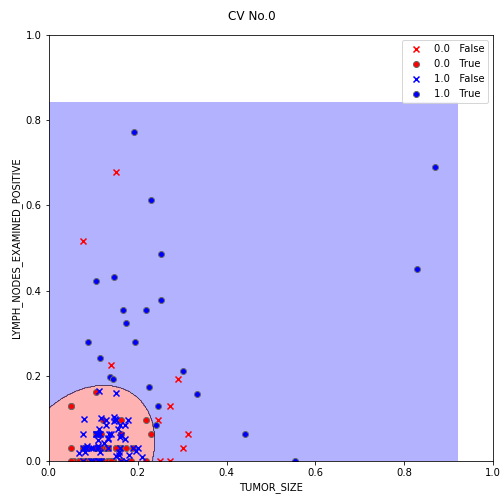 CV No.0
1.0
0.8
0.6
0.4
0.2
0.0
LYMPH_NODES_EXAMINED_POSITIVE
0.0 False
0.0 True
1.0 False
1.0 True
0.0 0.2 0.4 0.6 0.8 1.0
TUMOR_SIZE